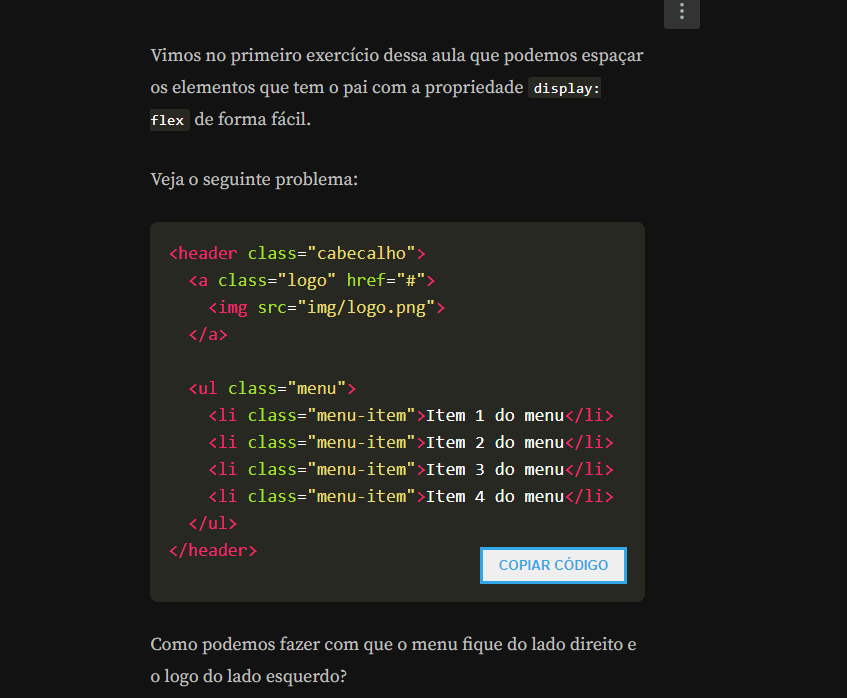 Vimos no primeiro exercício dessa aula que podemos espaçar
os elementos que tem o pai com a propriedade display:
flex de forma fácil.
Veja o seguinte problema:
<header class="cabecalho">
  <a class="logo" href="#">
    <img src="img/logo.png">
  </a>
  <ul class="menu">
    <li class="menu-item">Item 1 do menu</li>
    <li class="menu-item">Item 2 do menu</li>
    <li class="menu-item">Item 3 do menu</li>
    <li class="menu-item">Item 4 do menu</li>
  </ul>
</header>
COPIAR CÓDIGO
Como podemos fazer com que o menu fique do lado direito e
o logo do lado esquerdo?